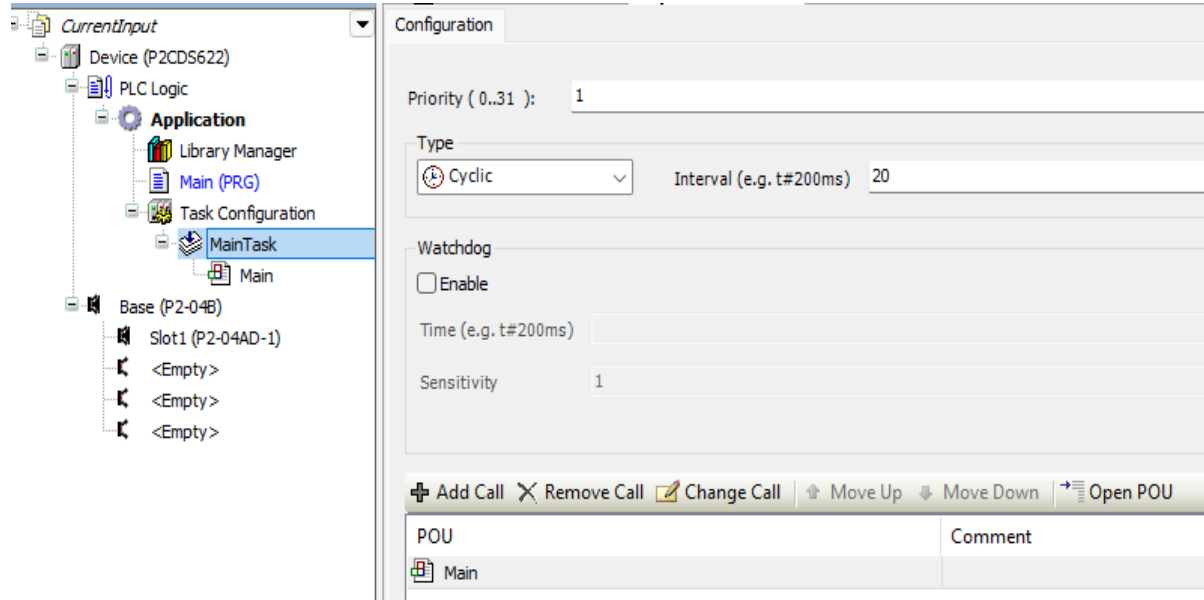 CurrentInput
Device (P2CDS622)
PLC Logic
Application
Library Manager
Main (PRG)
Task Configuration
MainTask
Main
Base (P2-04B)
Slot1 (P2-04AD-1)
<Empty>
<Empty>
<Empty>
Configuration
Priority ( 0..31 ): 1
Type
Cyclic Interval (e.g. t#200ms) 20
Watchdog
Enable
Time (e.g. t#200ms)
Sensitivity 1
Add Call Remove Call Change Call Move Up Move Down Open POU
POU Comment
Main